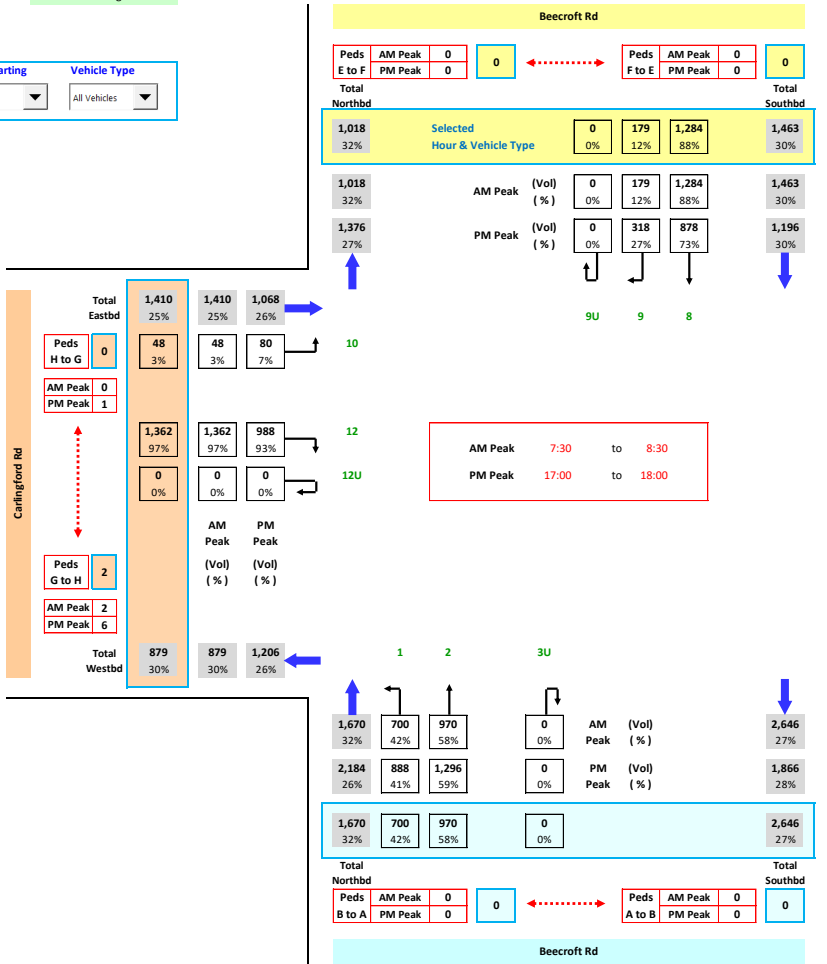 Beecroft Rd
Peds AM Peak 0 0 Peds AM Peak 0 0
E to F PM Peak 0 F to E PM Peak 0
arting Vehicle Type
All Vehicles
Total Total
Northbd Southbd
1,018 Selected 0 179 1,284 1,463
32% Hour & Vehicle Type 0% 12% 88% 30%
1,018 AM Peak (Vol) 0 179 1,284 1,463
32% ( % ) 0% 12% 88% 30%
1,376 PM Peak (Vol) 0 318 878 1,196
27% ( % ) 0% 27% 73% 30%
Total 1,410 1,410 1,068
Eastbd 25% 25% 26%
9U 9 8
Peds 0 48 48 80 10
H to G 3% 3% 7%
AM Peak 0
PM Peak 1
1,362 1,362 988 12
97% 97% 93%
AM Peak 7:30 to 8:30
0 0 0 12U
0% 0% 0%
PM Peak 17:00 to 18:00
Carlingford Rd
AM PM
Peak Peak
Peds 2 (Vol) (Vol)
G to H ( % ) ( % )
AM Peak 2
PM Peak 6
Total 879 879 1,206 1 2 3U
Westbd 30% 30% 26%
1,670 700 970 0 AM (Vol) 2,646
32% 42% 58% 0% Peak ( % ) 27%
2,184 888 1,296 0 PM (Vol) 1,866
26% 41% 59% 0% Peak ( % ) 28%
1,670 700 970 0 2,646
32% 42% 58% 0% 27%
Total Total
Northbd Southbd
Peds AM Peak 0 0 Peds AM Peak 0 0
B to A PM Peak 0 A to B PM Peak 0
Beecroft Rd